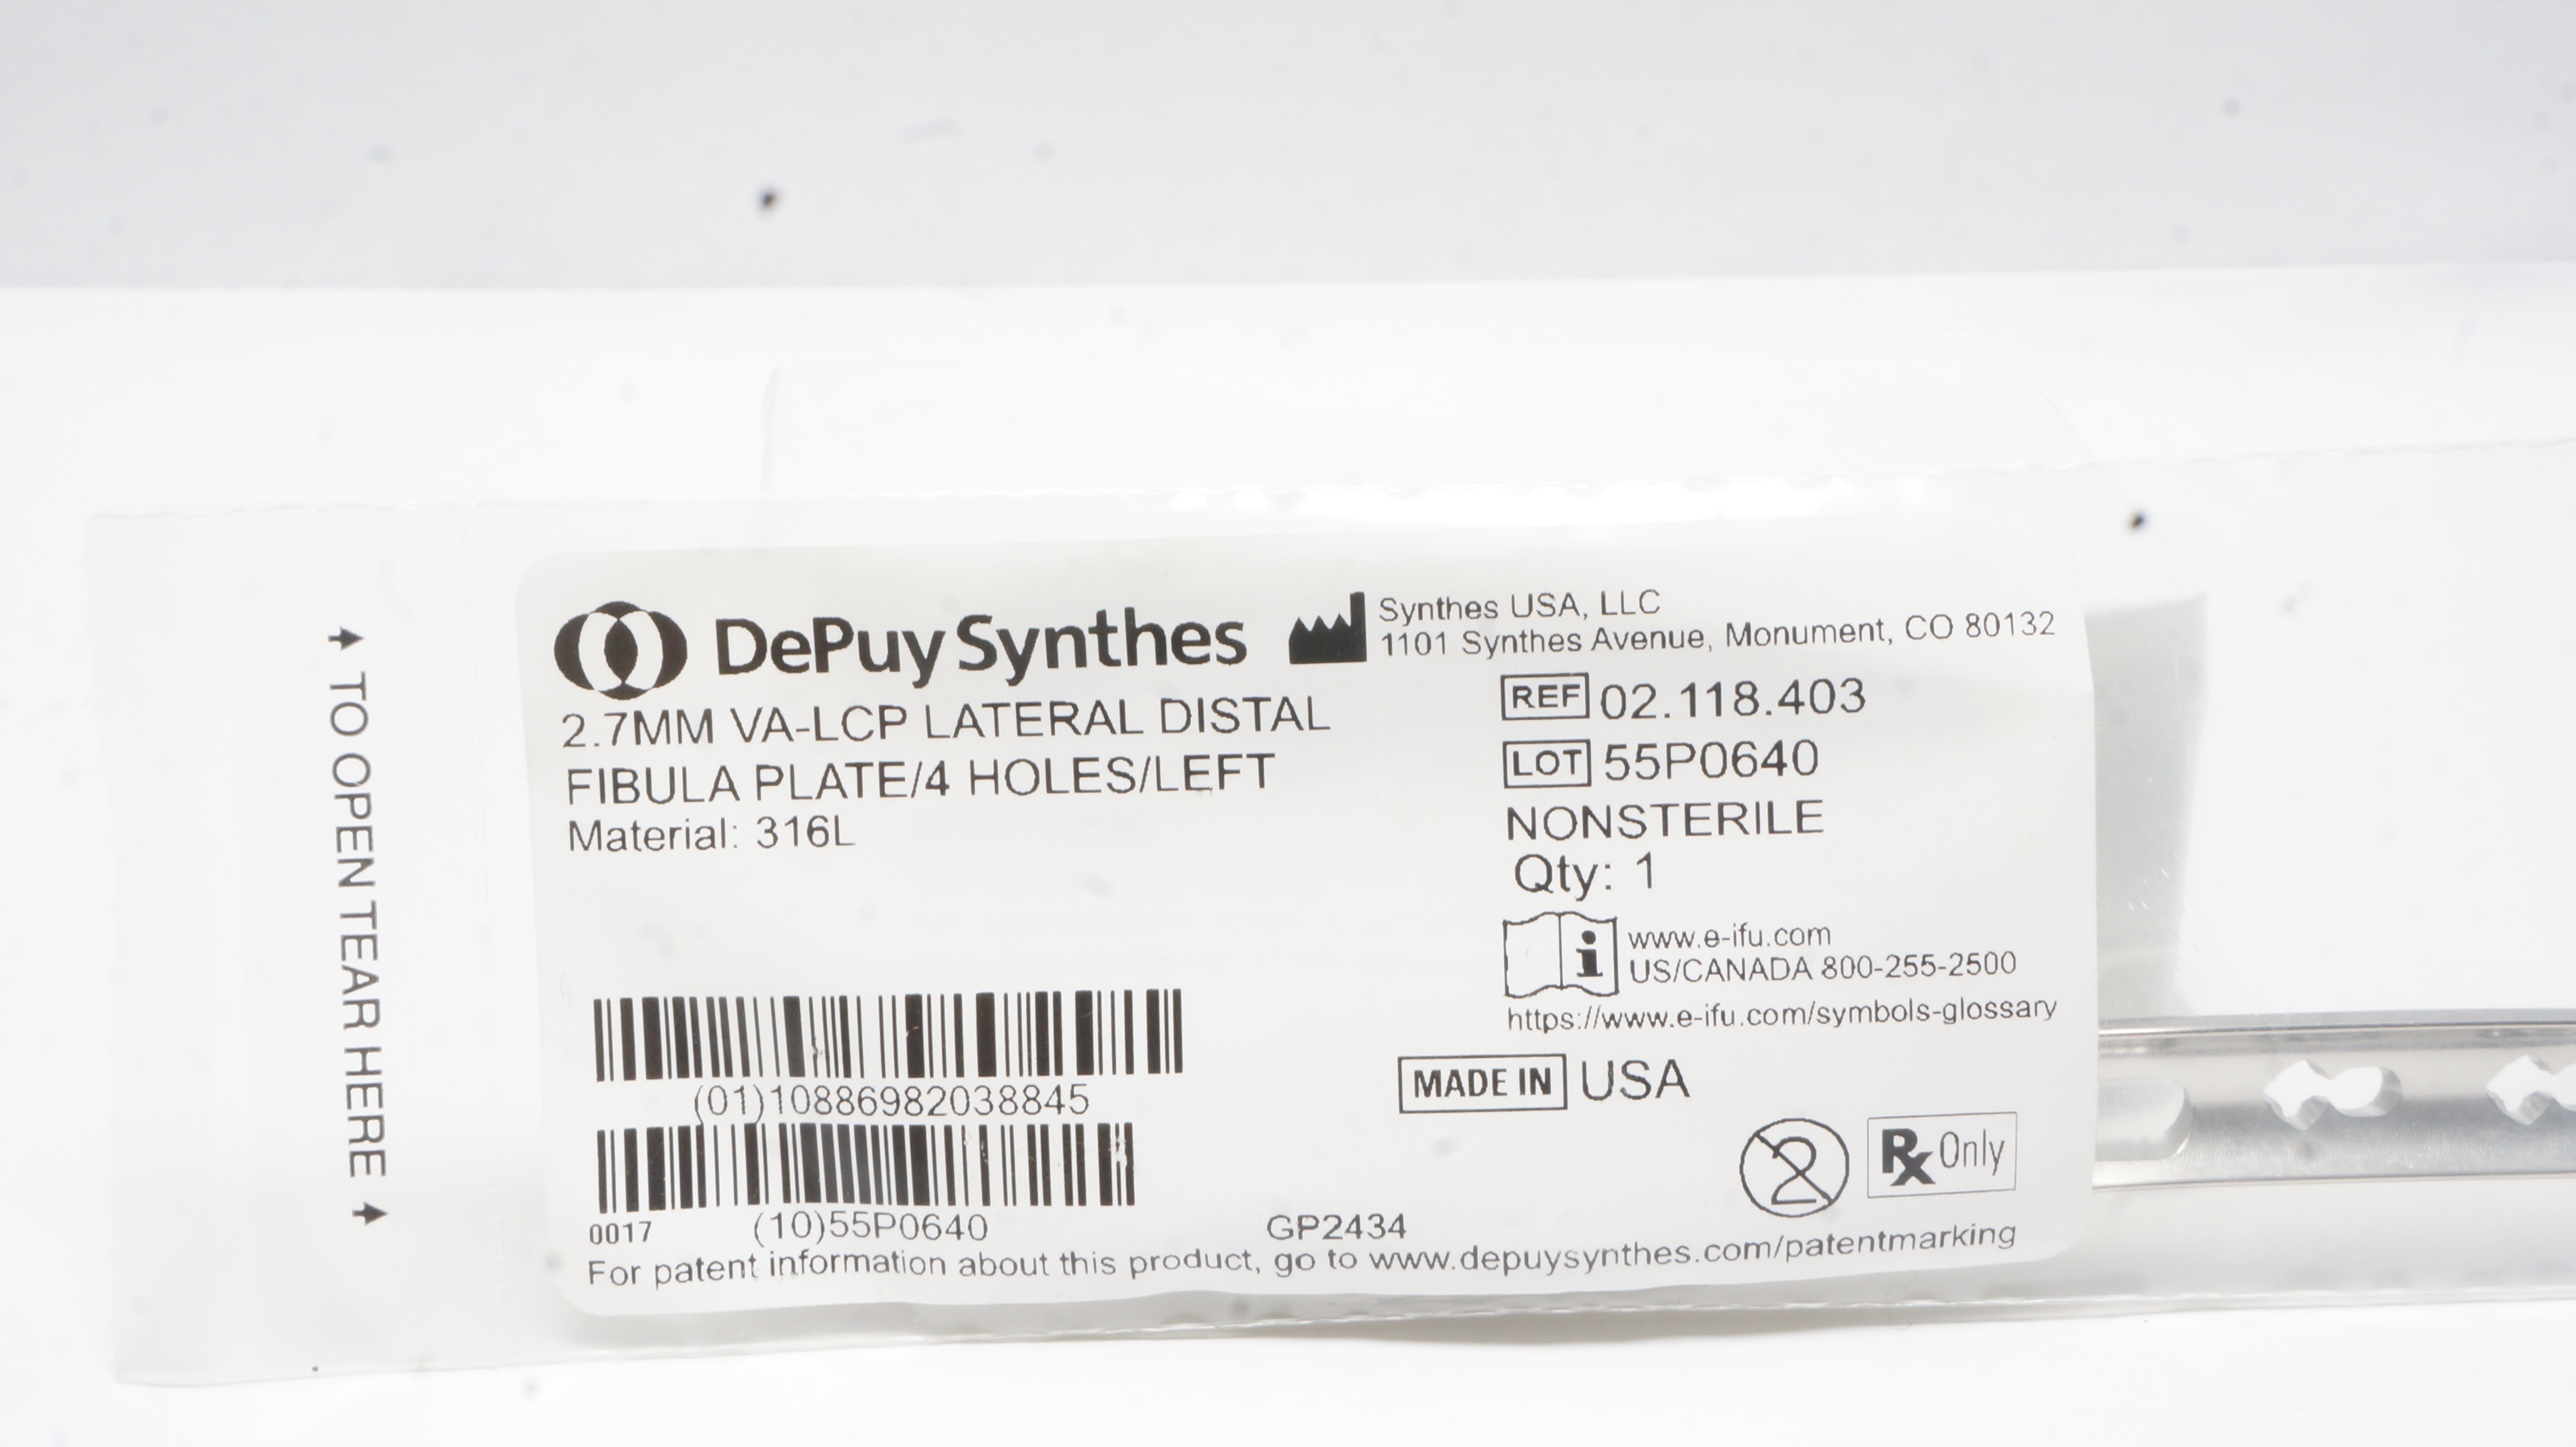 TO OPEN TEAR HERE
DePuy Synthes
Synthes USA, LLC
1101 Synthes Avenue, Monument, CO 80132
2.7MM VA-LCP LATERAL DISTAL
FIBULA PLATE/4 HOLES/LEFT
Material: 316L
REF 02.118.403
LOT 55P0640
NONSTERILE
Qty: 1
i www.e-ifu.com
US/CANADA 800-255-2500
https://www.e-ifu.com/symbols-glossary
MADE IN USA
(01)10886982038845
2 Rx Only
0017 (10)55P0640 GP2434
For patent information about this product, go to www.depuysynthes.com/patentmarking